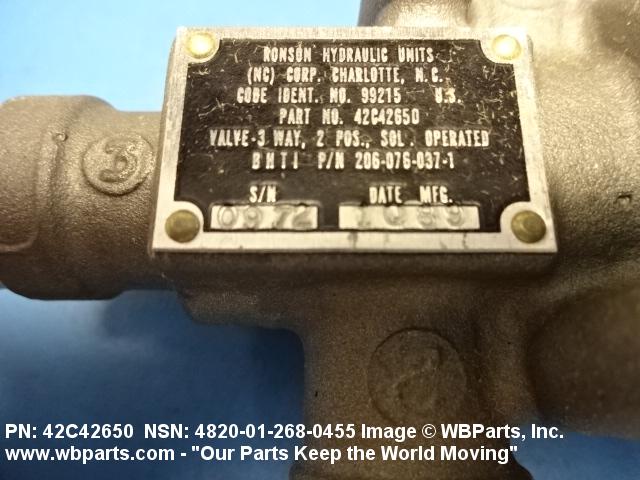 RONSON HYDRAULIC UNITS
(NC) CORP. CHARLOTTE, N.C.
CODE IDENT. NO. 99215 U.S.
PART NO. 42C42650
VALVE-3 WAY, 2 POS., SOL. OPERATED
BHTI P/N 206-076-037-1
S/N DATE MFG.
0972 1Q89
3
2
PN: 42C42650 NSN: 4820-01-268-0455 Image © WBParts, Inc.
www.wbparts.com - "Our Parts Keep the World Moving"